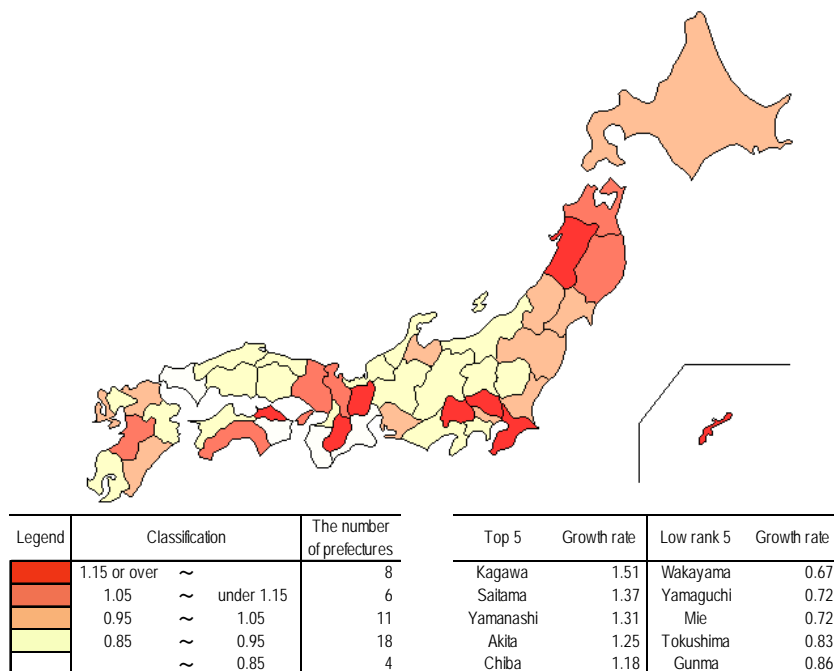 Legend Classification The number of prefectures
1.15 or over ~ 8
1.05 ~ under 1.15 6
0.95 ~ 1.05 11
0.85 ~ 0.95 18
~ 0.85 4
Top 5 Growth rate Low rank 5 Growth rate
Kagawa 1.51 Wakayama 0.67
Saitama 1.37 Yamaguchi 0.72
Yamanashi 1.31 Mie 0.72
Akita 1.25 Tokushima 0.83
Chiba 1.18 Gunma 0.86